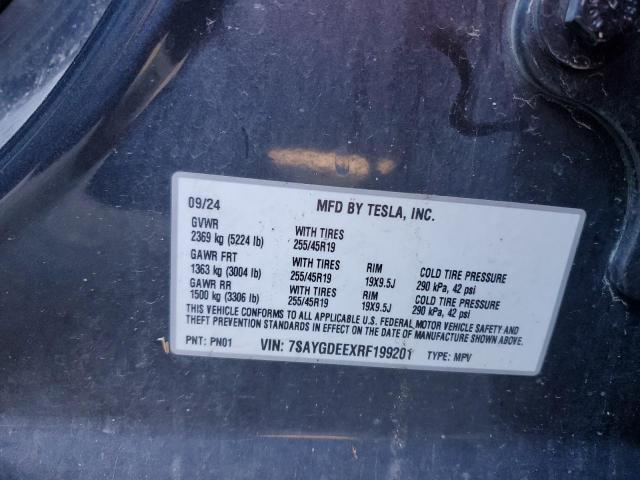 09/24 MFD BY TESLA, INC.
GVWR WITH TIRES
2369 kg (5224 lb) 255/45R19
GAWR FRT WITH TIRES RIM COLD TIRE PRESSURE
1363 kg (3004 lb) 255/45R19 19X9.5J 290 kPa, 42 psi
GAWR RR WITH TIRES RIM COLD TIRE PRESSURE
1500 kg (3306 lb) 255/45R19 19X9.5J 290 kPa, 42 psi
THIS VEHICLE CONFORMS TO ALL APPLICABLE U.S. FEDERAL MOTOR VEHICLE SAFETY AND
THEFT PREVENTION STANDARDS IN EFFECT ON THE DATE OF MANUFACTURE SHOWN ABOVE.
PNT: PN01 VIN: 7SAYGDEEXRF199201 TYPE: MPV